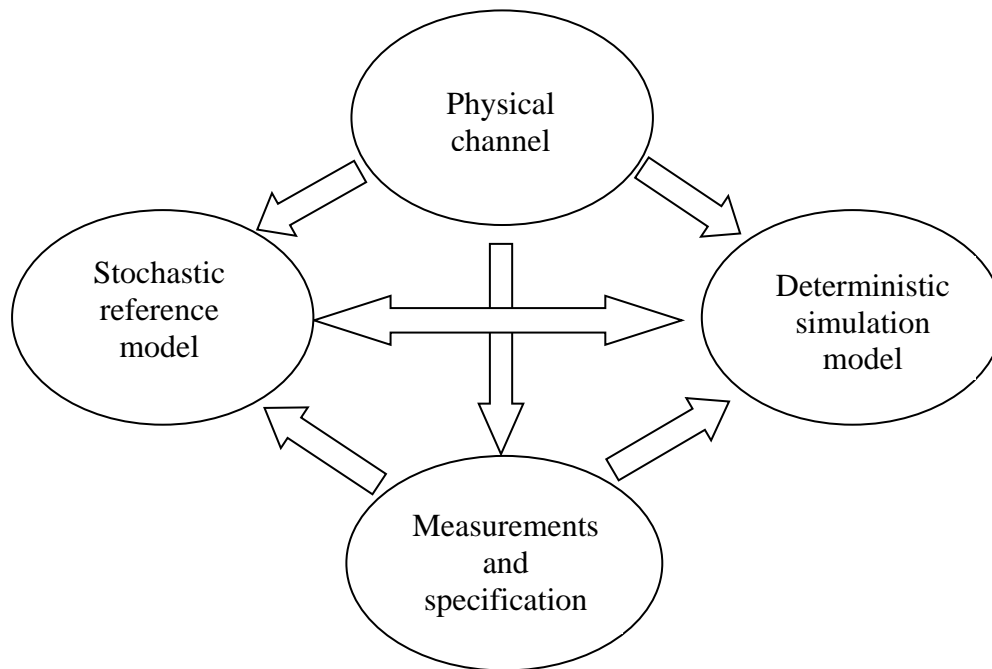 Physical
channel
Stochastic
reference
model
Deterministic
simulation
model
Measurements
and
specification